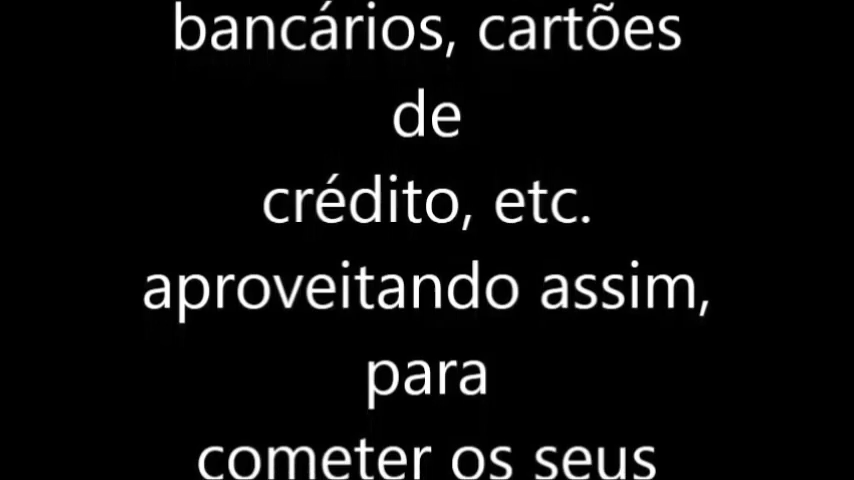 bancários, cartões
de
crédito, etc.
aproveitando assim,
para
cometer os seus